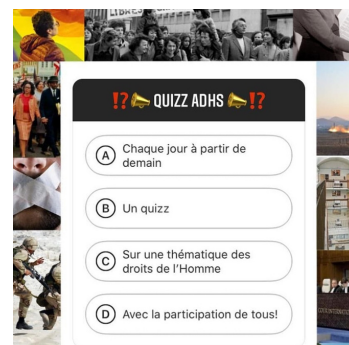 LIBRES
⁉️📣 QUIZZ ADHS 📣⁉️
A Chaque jour à partir de
demain
B Un quizz
C Sur une thématique des
droits de l'Homme
D Avec la participation de tous!